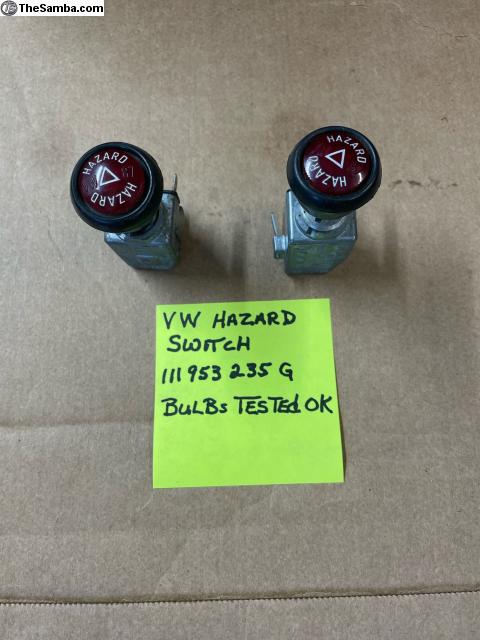 TheSamba.com
HAZARD
HAZARD
HAZARD
HAZARD
VW HAZARD
SWITCH
111 953 235 G
BULBS TESTED OK